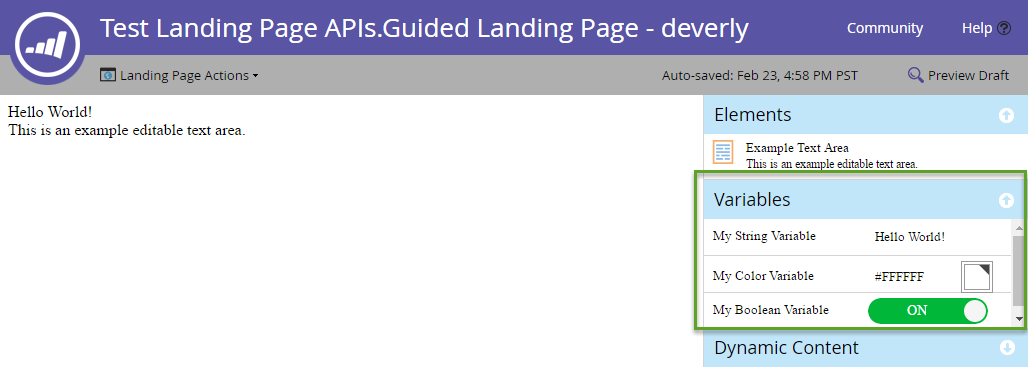 Test Landing Page APIs.Guided Landing Page - deverly
Community
Help ?
Landing Page Actions
Auto-saved: Feb 23, 4:58 PM PST
Preview Draft
Hello World!
This is an example editable text area.
Elements
Example Text Area
This is an example editable text area.
Variables
My String Variable Hello World!
My Color Variable #FFFFFF
My Boolean Variable ON
Dynamic Content